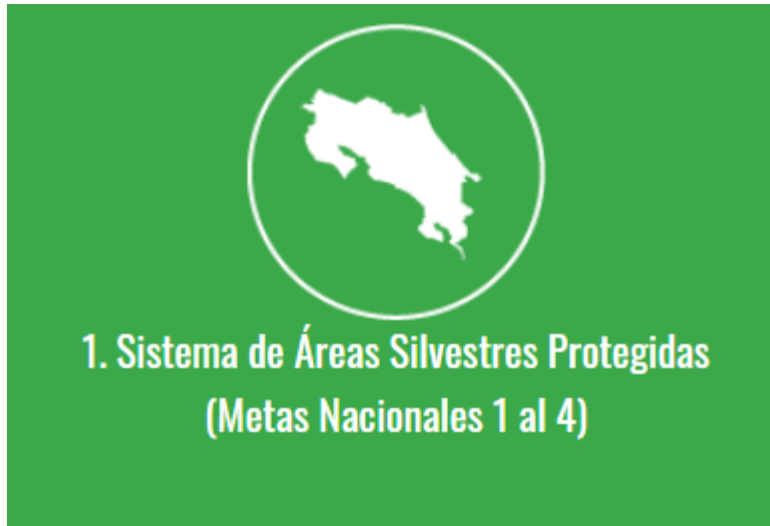 1. Sistema de Áreas Silvestres Protegidas
(Metas Nacionales 1 al 4)